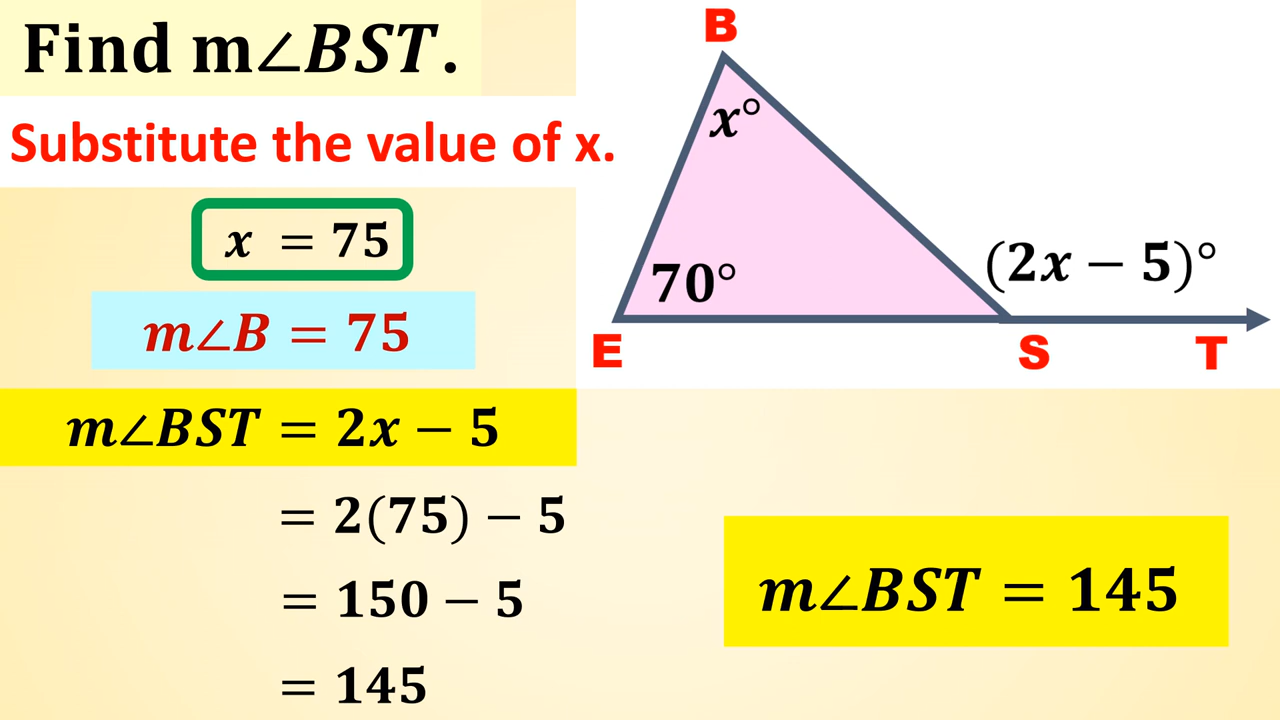 Find m∠BST.
Substitute the value of x.
x = 75
m∠B = 75
m∠BST = 2x − 5
= 2(75) − 5
= 150 − 5
= 145
B
x°
70°
(2x − 5)°
E
S
T
m∠BST = 145